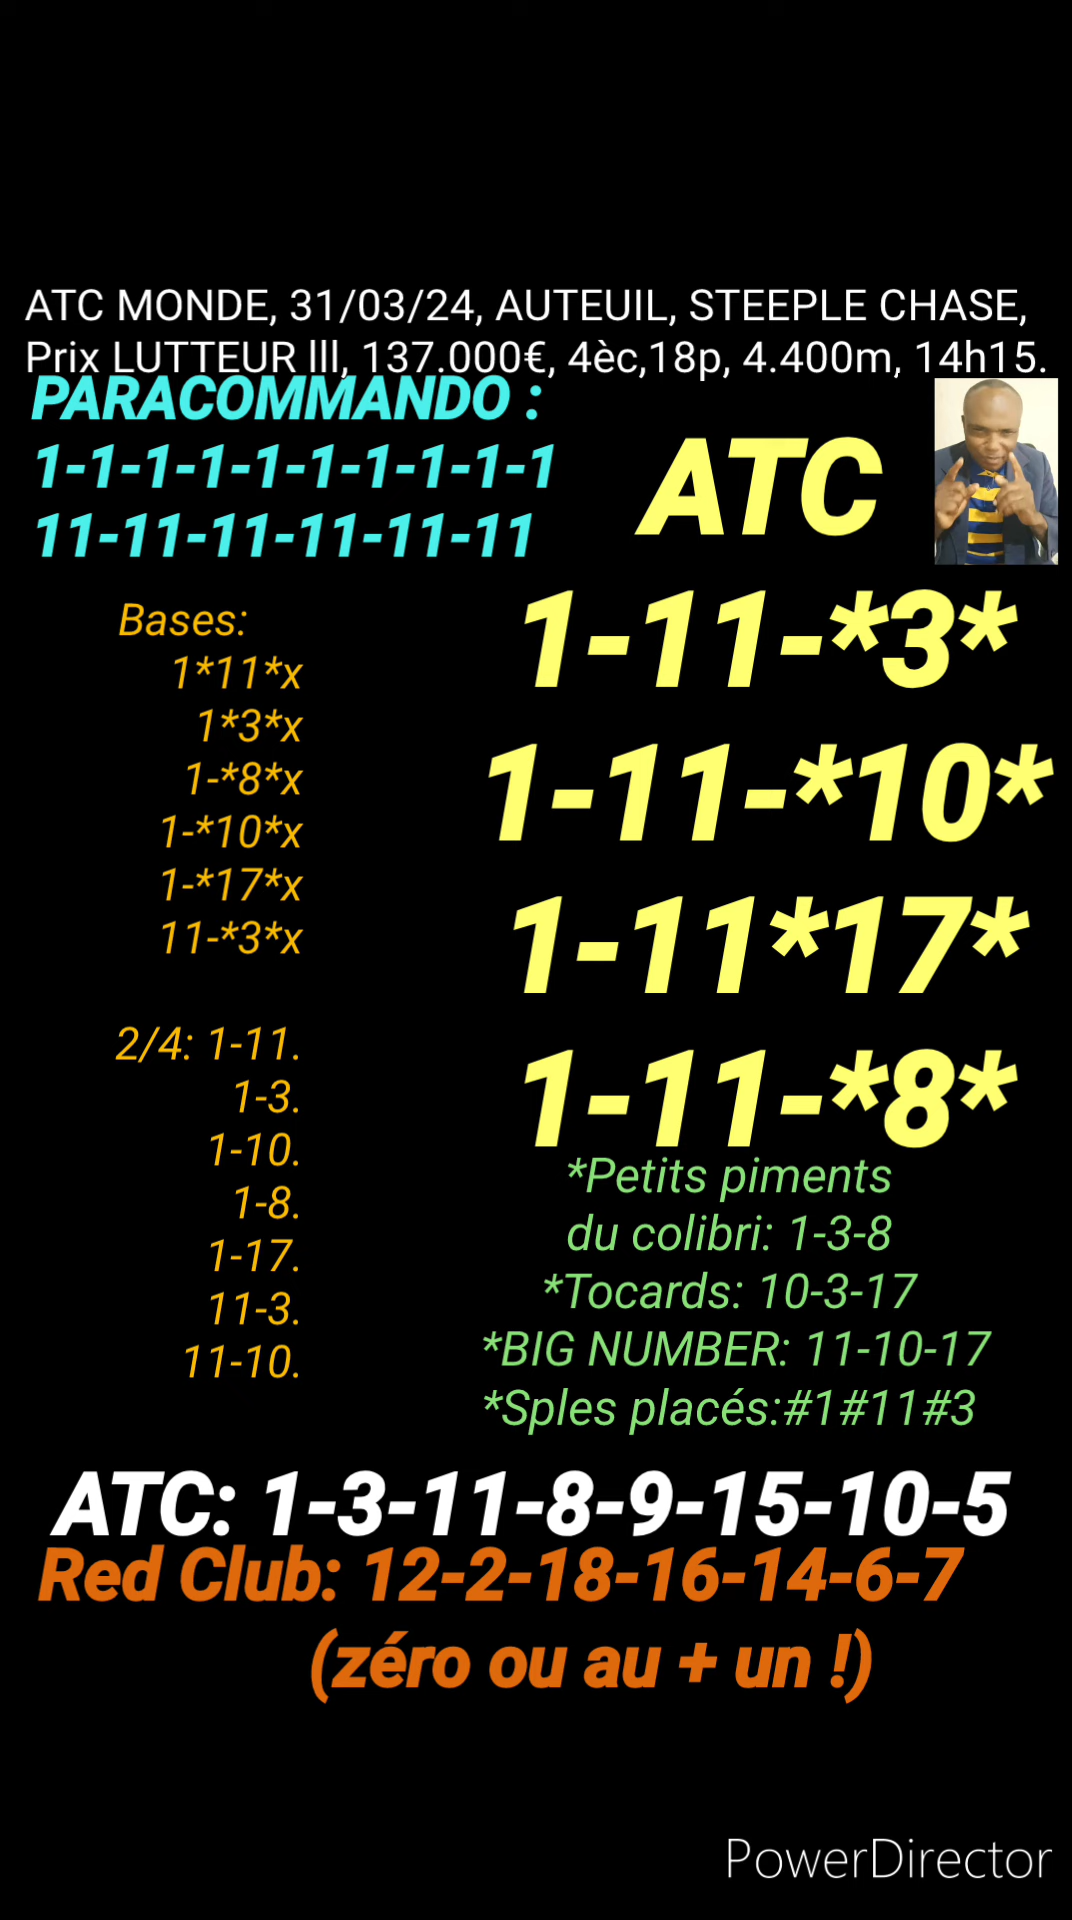 ATC MONDE, 31/03/24, AUTEUIL, STEEPLE CHASE,
Prix LUTTEUR lll, 137.000€, 4èc,18p, 4.400m, 14h15.
PARACOMMANDO :
1-1-1-1-1-1-1-1-1-1
11-11-11-11-11-11
ATC
1-11-*3*
1-11-*10*
1-11*17*
1-11-*8*
Bases:
1*11*x
1*3*x
1-*8*x
1-*10*x
1-*17*x
11-*3*x
2/4: 1-11.
1-3.
1-10.
1-8.
1-17.
11-3.
11-10.
*Petits piments
du colibri: 1-3-8
*Tocards: 10-3-17
*BIG NUMBER: 11-10-17
*Sples placés:#1#11#3
ATC: 1-3-11-8-9-15-10-5
Red Club: 12-2-18-16-14-6-7
(zéro ou au + un !)
PowerDirector